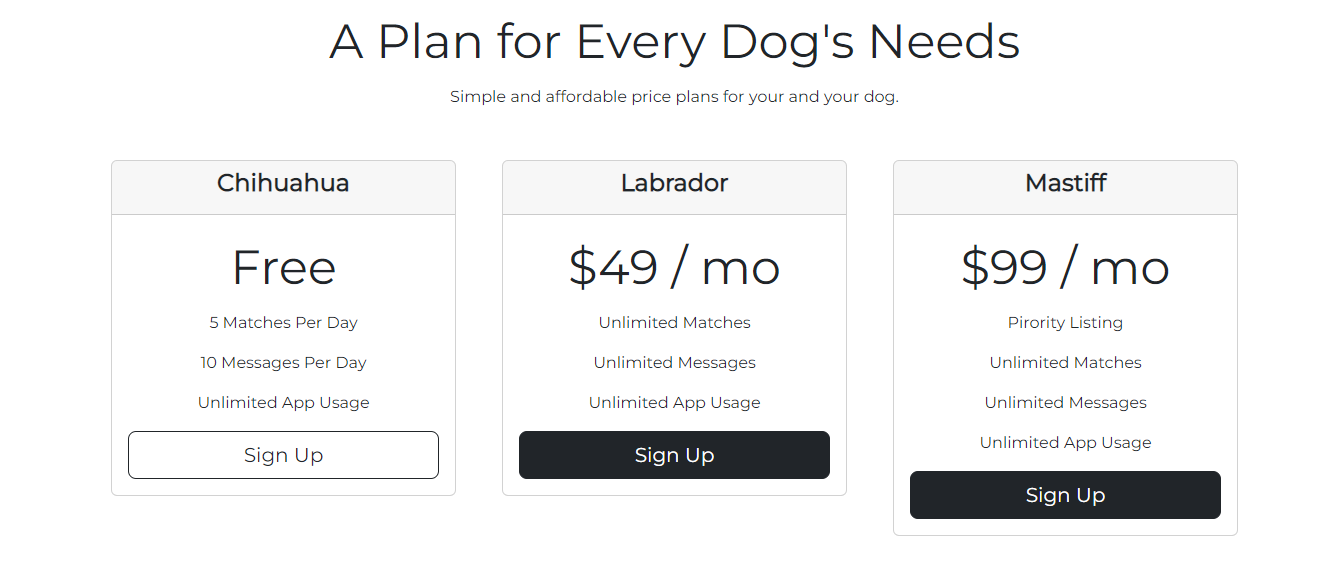 A Plan for Every Dog's Needs
Simple and affordable price plans for your and your dog.
Chihuahua
Free
5 Matches Per Day
10 Messages Per Day
Unlimited App Usage
Sign Up
Labrador
$49 / mo
Unlimited Matches
Unlimited Messages
Unlimited App Usage
Sign Up
Mastiff
$99 / mo
Pirority Listing
Unlimited Matches
Unlimited Messages
Unlimited App Usage
Sign Up